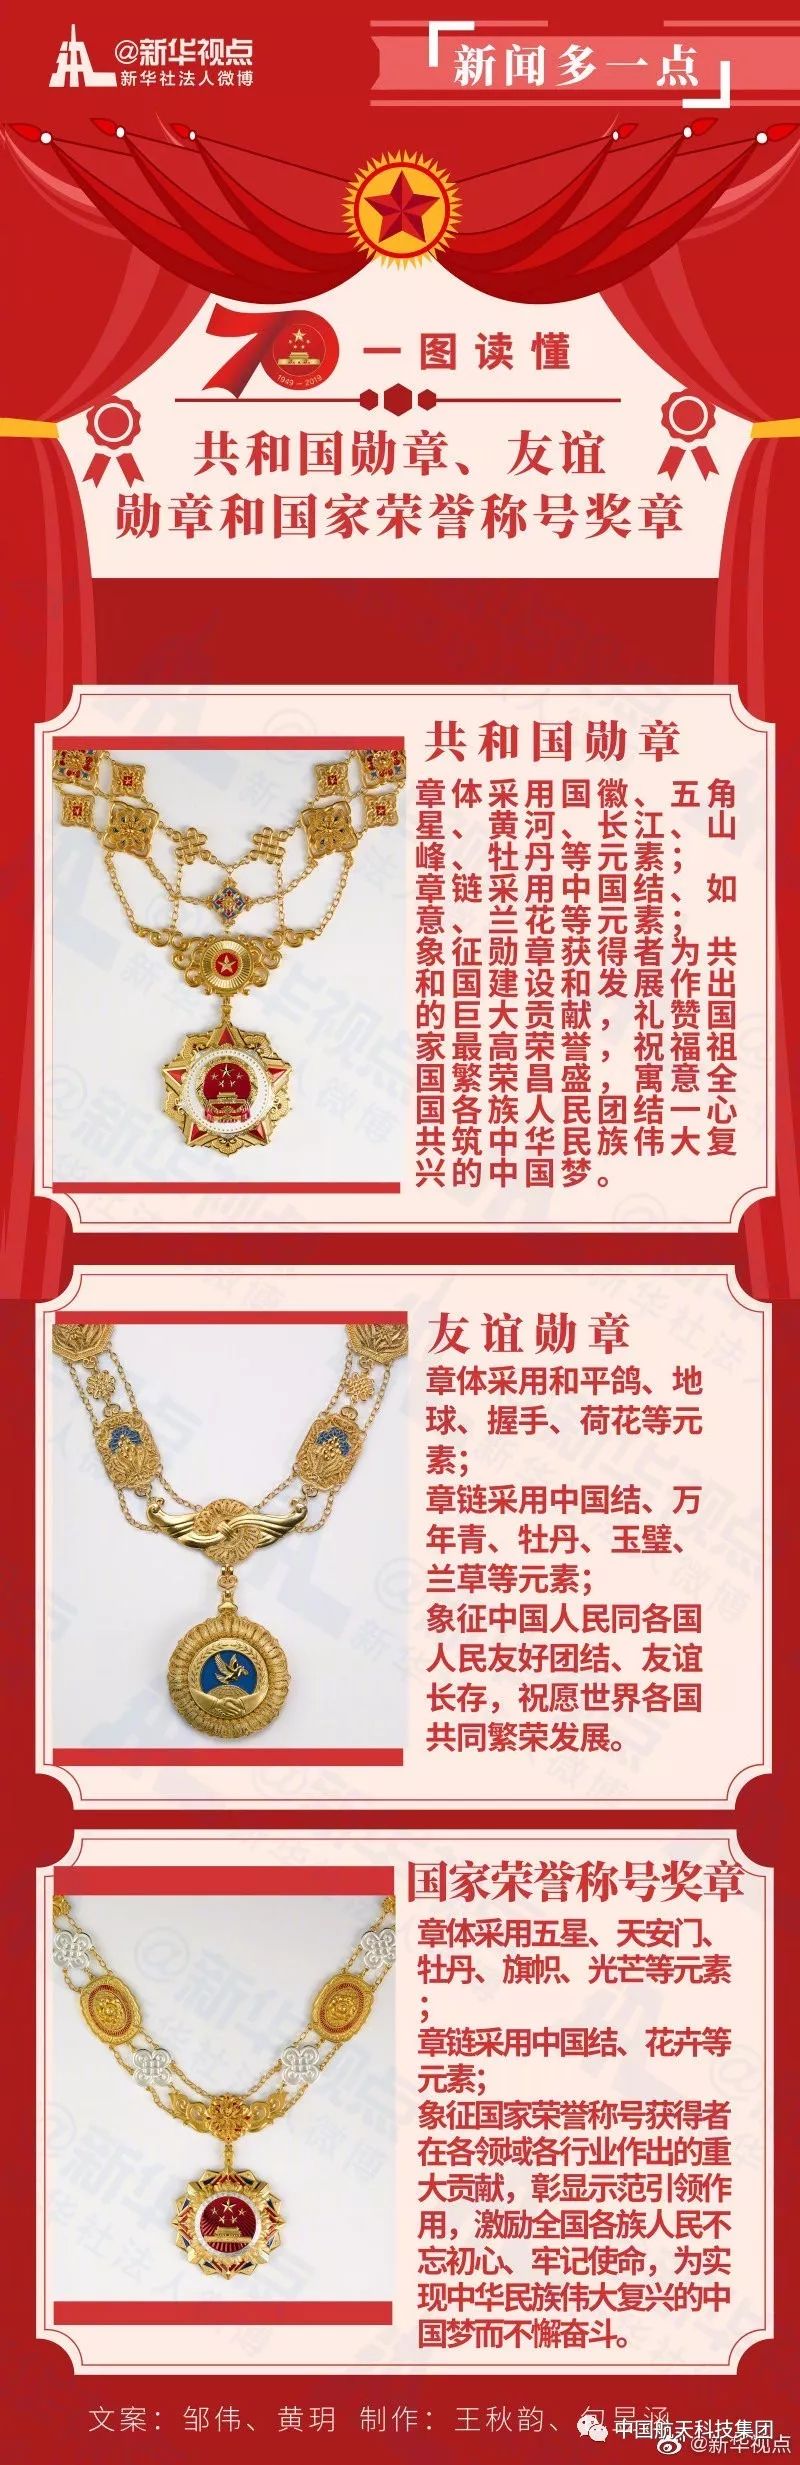 @新华视点
新华社法人微博
新闻多一点
70
1949-2019
一图读懂
共和国勋章、友谊
勋章和国家荣誉称号奖章
共和国勋章
章体采用国徽、五角
星、黄河、长江、山
峰、牡丹等元素；
章链采用中国结、如
意、兰花等元素；
象征勋章获得者为共
和国建设和发展作出
的巨大贡献，礼赞国
家最高荣誉，祝福祖
国繁荣昌盛，寓意全
国各族人民团结一心
共筑中华民族伟大复
兴的中国梦。
友谊勋章
章体采用和平鸽、地
球、握手、荷花等元
素；
章链采用中国结、万
年青、牡丹、玉璧、
兰草等元素；
象征中国人民同各国
人民友好团结、友谊
长存，祝愿世界各国
共同繁荣发展。
国家荣誉称号奖章
章体采用五星、天安门、
牡丹、旗帜、光芒等元素
；
章链采用中国结、花卉等
元素；
象征国家荣誉称号获得者
在各领域各行业作出的重
大贡献，彰显示范引领作
用，激励全国各族人民不
忘初心、牢记使命，为实
现中华民族伟大复兴的中
国梦而不懈奋斗。
文案：邹伟、黄玥 制作：王秋韵、
中国航天科技集团
@新华视点